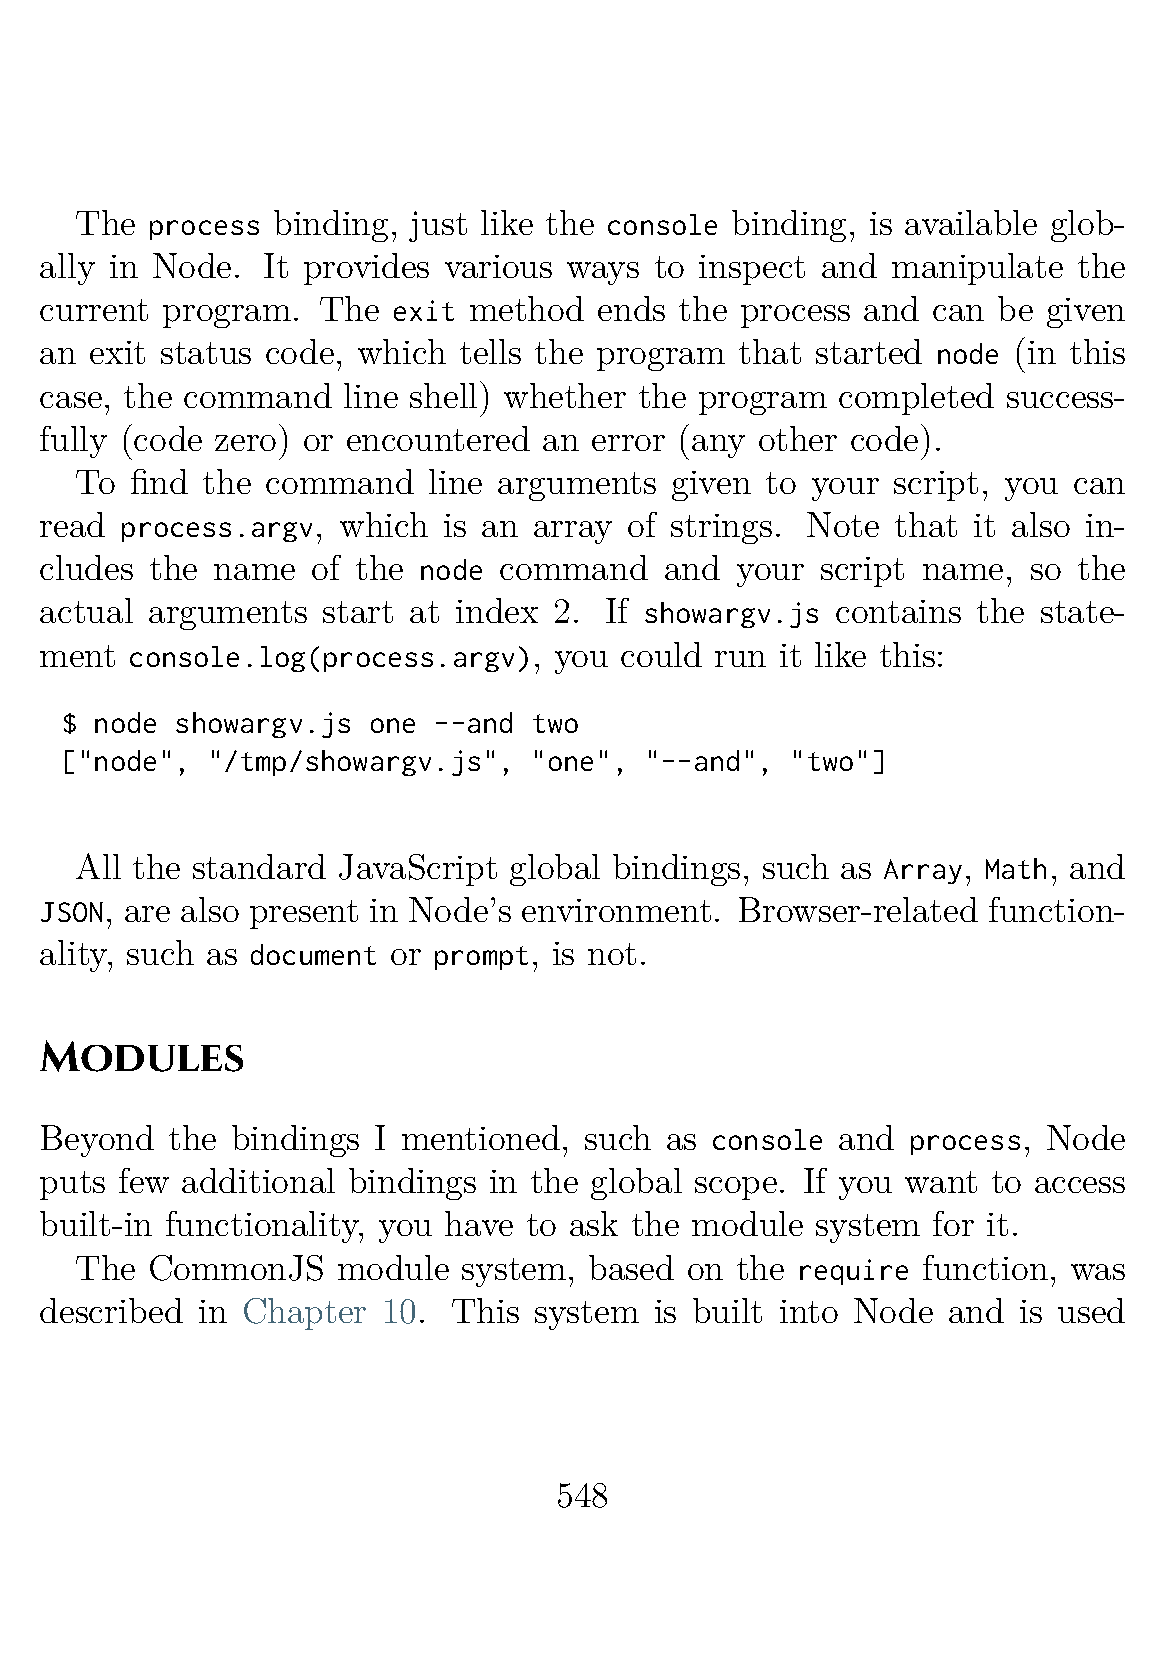 The process binding, just like the console binding, is available glob-
ally in Node. It provides various ways to inspect and manipulate the
current program. The exit method ends the process and can be given
an exit status code, which tells the program that started node (in this
case, the command line shell) whether the program completed success-
fully (code zero) or encountered an error (any other code).
To find the command line arguments given to your script, you can
read process.argv, which is an array of strings. Note that it also in-
cludes the name of the node command and your script name, so the
actual arguments start at index 2. If showargv.js contains the state-
ment console.log(process.argv), you could run it like this:
$ node showargv.js one --and two
["node", "/tmp/showargv.js", "one", "--and", "two"]
All the standard JavaScript global bindings, such as Array, Math, and
JSON, are also present in Node's environment. Browser-related function-
ality, such as document or prompt, is not.
Modules
Beyond the bindings I mentioned, such as console and process, Node
puts few additional bindings in the global scope. If you want to access
built-in functionality, you have to ask the module system for it.
The CommonJS module system, based on the require function, was
described in Chapter 10. This system is built into Node and is used
548